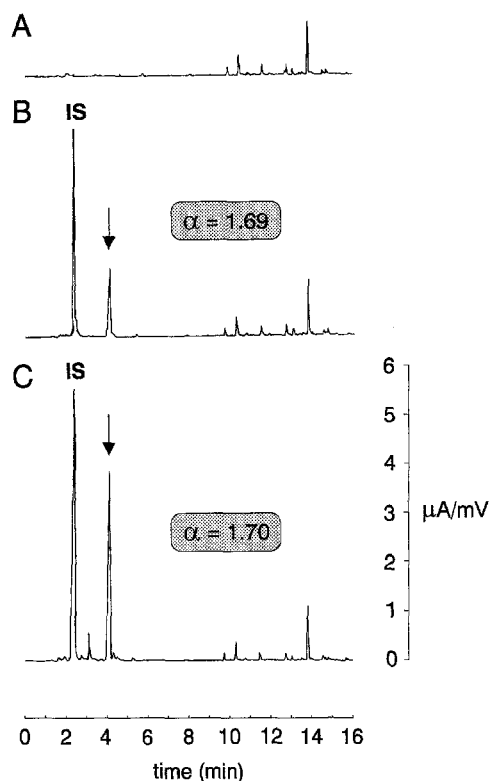 A
B
IS
α = 1.69
C
IS
α = 1.70
6
5
4
3
2
1
0
μA/mV
0 2 4 6 8 10 12 14 16
time (min)